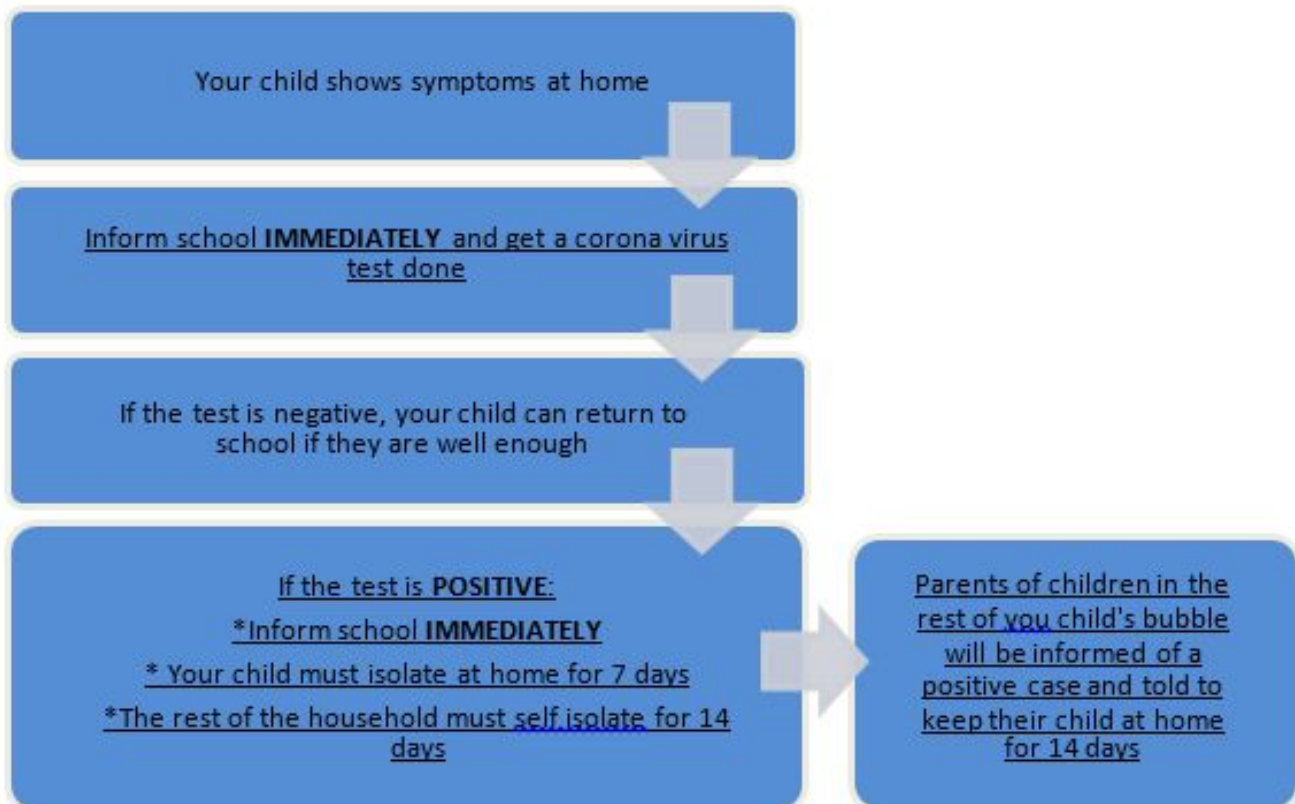 Your child shows symptoms at home
Inform school IMMEDIATELY and get a corona virus
test done
If the test is negative, your child can return to
school if they are well enough
If the test is POSITIVE:
*Inform school IMMEDIATELY
* Your child must isolate at home for 7 days
*The rest of the household must self isolate for 14
days
Parents of children in the
rest of you child's bubble
will be informed of a
positive case and told to
keep their child at home
for 14 days